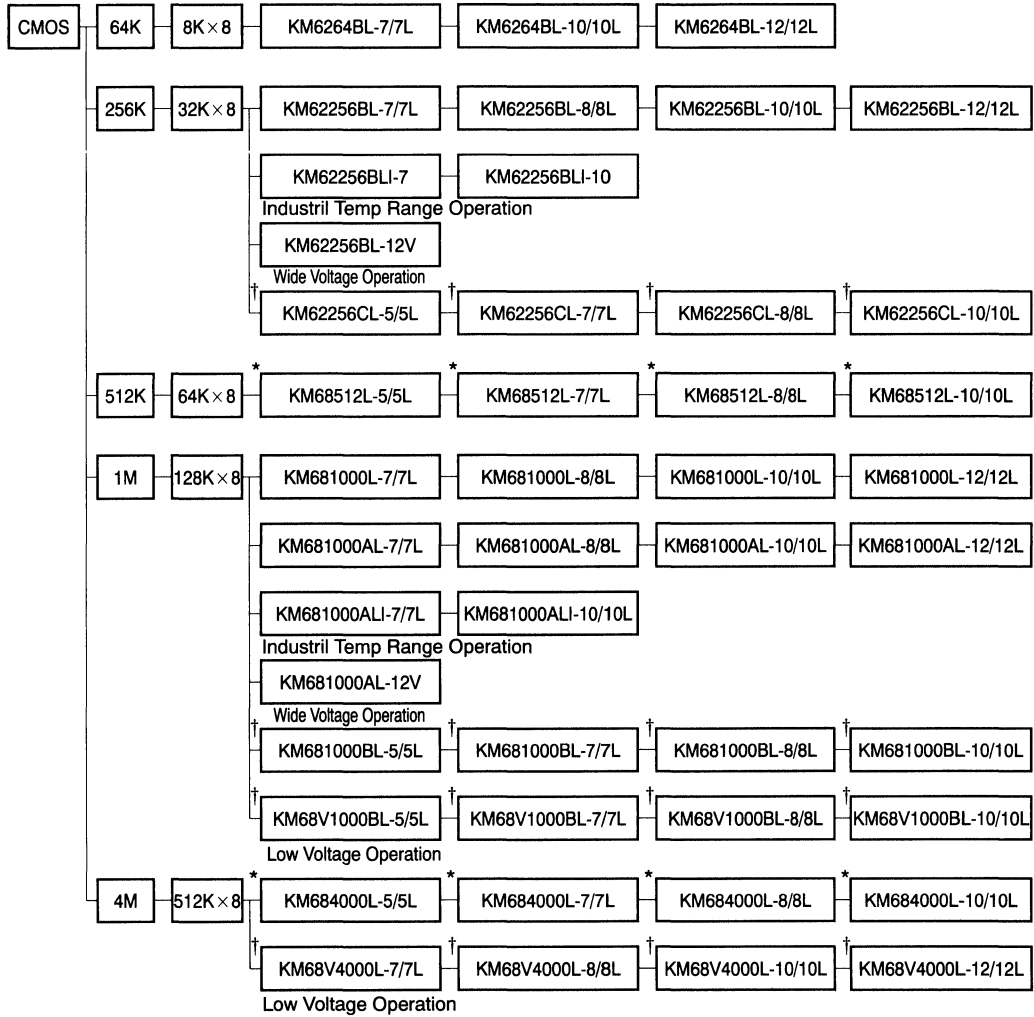 CMOS 64K 8K×8 KM6264BL-7/7L KM6264BL-10/10L KM6264BL-12/12L
256K 32K×8 KM62256BL-7/7L KM62256BL-8/8L KM62256BL-10/10L KM62256BL-12/12L
KM62256BLI-7 KM62256BLI-10
Industril Temp Range Operation
KM62256BL-12V
Wide Voltage Operation
† KM62256CL-5/5L † KM62256CL-7/7L † KM62256CL-8/8L † KM62256CL-10/10L
512K 64K×8 * KM68512L-5/5L * KM68512L-7/7L * KM68512L-8/8L * KM68512L-10/10L
1M 128K×8 KM681000L-7/7L KM681000L-8/8L KM681000L-10/10L KM681000L-12/12L
KM681000AL-7/7L KM681000AL-8/8L KM681000AL-10/10L KM681000AL-12/12L
KM681000ALI-7/7L KM681000ALI-10/10L
Industril Temp Range Operation
KM681000AL-12V
Wide Voltage Operation
† KM681000BL-5/5L † KM681000BL-7/7L † KM681000BL-8/8L † KM681000BL-10/10L
† KM68V1000BL-5/5L † KM68V1000BL-7/7L † KM68V1000BL-8/8L † KM68V1000BL-10/10L
Low Voltage Operation
4M 512K×8 * KM684000L-5/5L * KM684000L-7/7L * KM684000L-8/8L * KM684000L-10/10L
† KM68V4000L-7/7L † KM68V4000L-8/8L † KM68V4000L-10/10L † KM68V4000L-12/12L
Low Voltage Operation